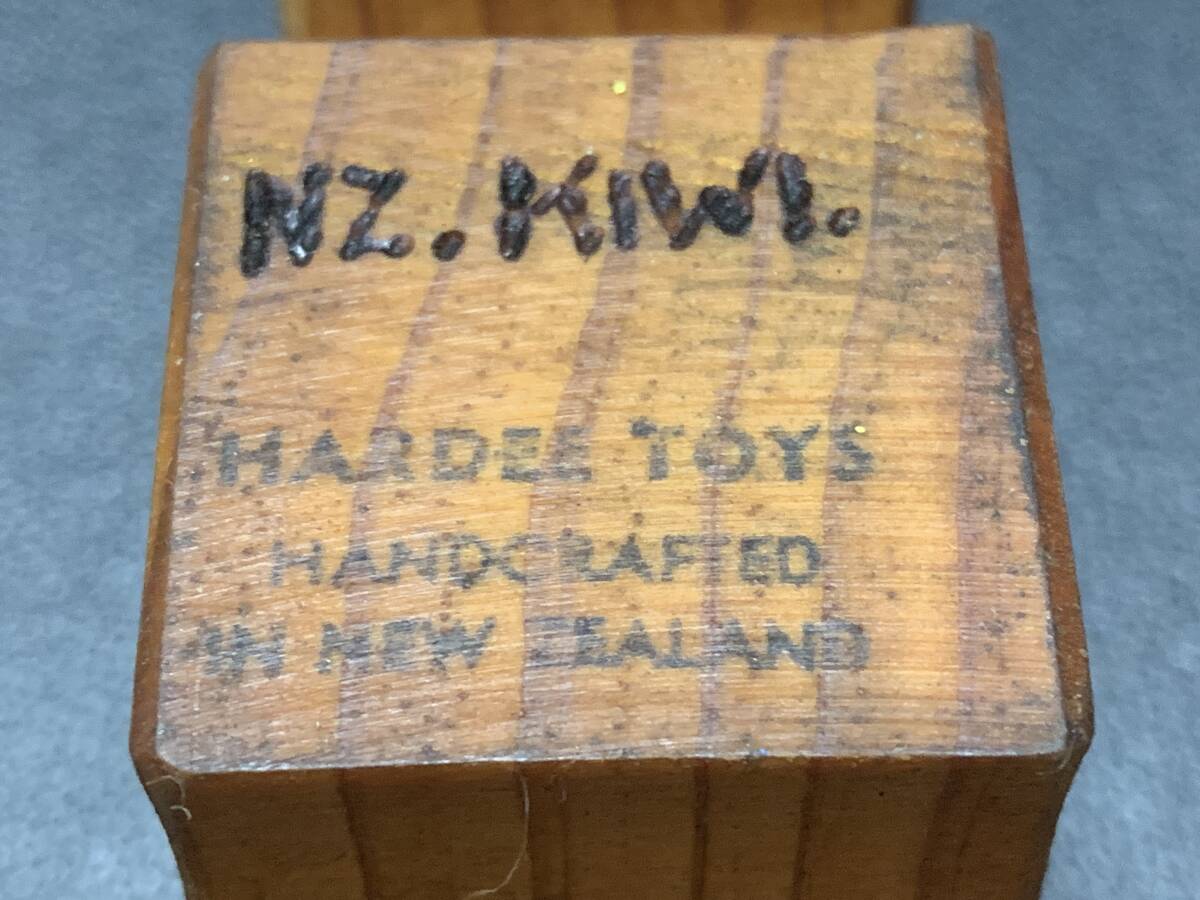 NZ. KIWI.
HARDEE TOYS
HANDCRAFTED
IN NEW ZEALAND